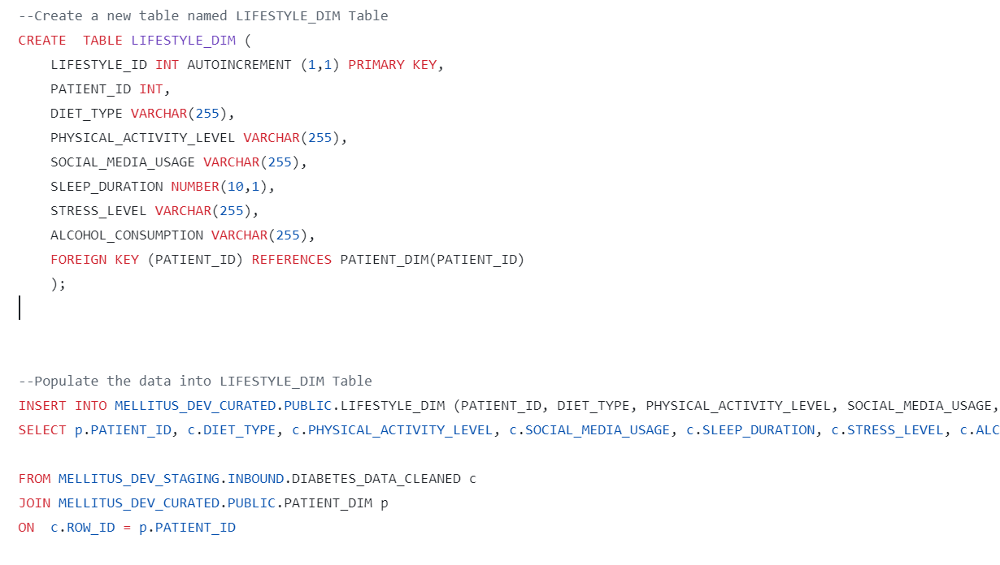 --Create a new table named LIFESTYLE_DIM Table
CREATE  TABLE LIFESTYLE_DIM (
    LIFESTYLE_ID INT AUTOINCREMENT (1,1) PRIMARY KEY,
    PATIENT_ID INT,
    DIET_TYPE VARCHAR(255),
    PHYSICAL_ACTIVITY_LEVEL VARCHAR(255),
    SOCIAL_MEDIA_USAGE VARCHAR(255),
    SLEEP_DURATION NUMBER(10,1),
    STRESS_LEVEL VARCHAR(255),
    ALCOHOL_CONSUMPTION VARCHAR(255),
    FOREIGN KEY (PATIENT_ID) REFERENCES PATIENT_DIM(PATIENT_ID)
    );
--Populate the data into LIFESTYLE_DIM Table
INSERT INTO MELLITUS_DEV_CURATED.PUBLIC.LIFESTYLE_DIM (PATIENT_ID, DIET_TYPE, PHYSICAL_ACTIVITY_LEVEL, SOCIAL_MEDIA_USAGE,
SELECT p.PATIENT_ID, c.DIET_TYPE, c.PHYSICAL_ACTIVITY_LEVEL, c.SOCIAL_MEDIA_USAGE, c.SLEEP_DURATION, c.STRESS_LEVEL, c.ALC
FROM MELLITUS_DEV_STAGING.INBOUND.DIABETES_DATA_CLEANED c
JOIN MELLITUS_DEV_CURATED.PUBLIC.PATIENT_DIM p
ON  c.ROW_ID = p.PATIENT_ID